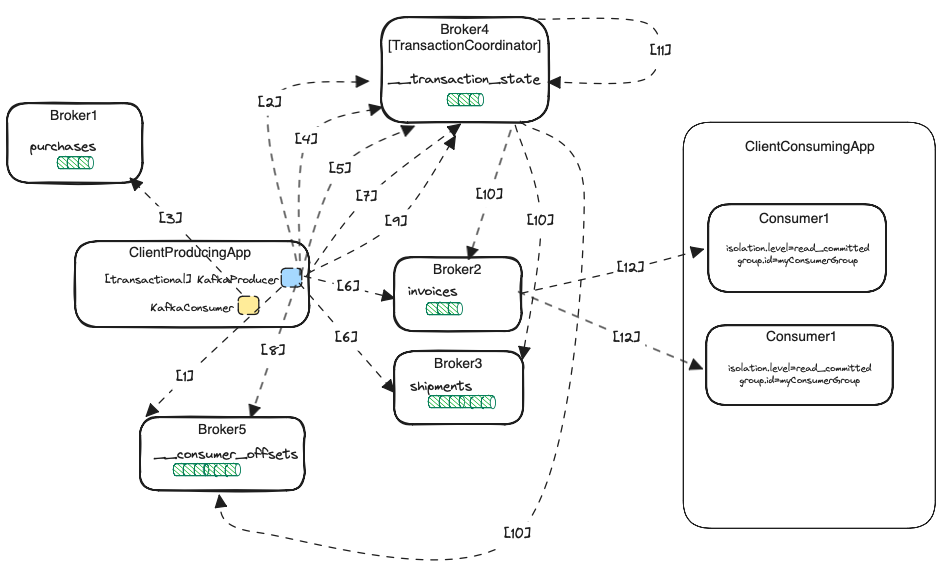 Broker4
[TransactionCoordinator]
__transaction_state
[11]
[2]
[4]
[5]
[7]
[9]
Broker1
purchases
[3]
[10]
[10]
ClientProducingApp
[transactional] KafkaProducer
KafkaConsumer
[6]
[6]
[8]
[1]
Broker2
invoices
Broker3
shipments
Broker5
__consumer_offsets
[10]
[12]
[12]
ClientConsumingApp
Consumer1
isolation.level=read_committed
group.id=myConsumerGroup
Consumer1
isolation.level=read_committed
group.id=myConsumerGroup